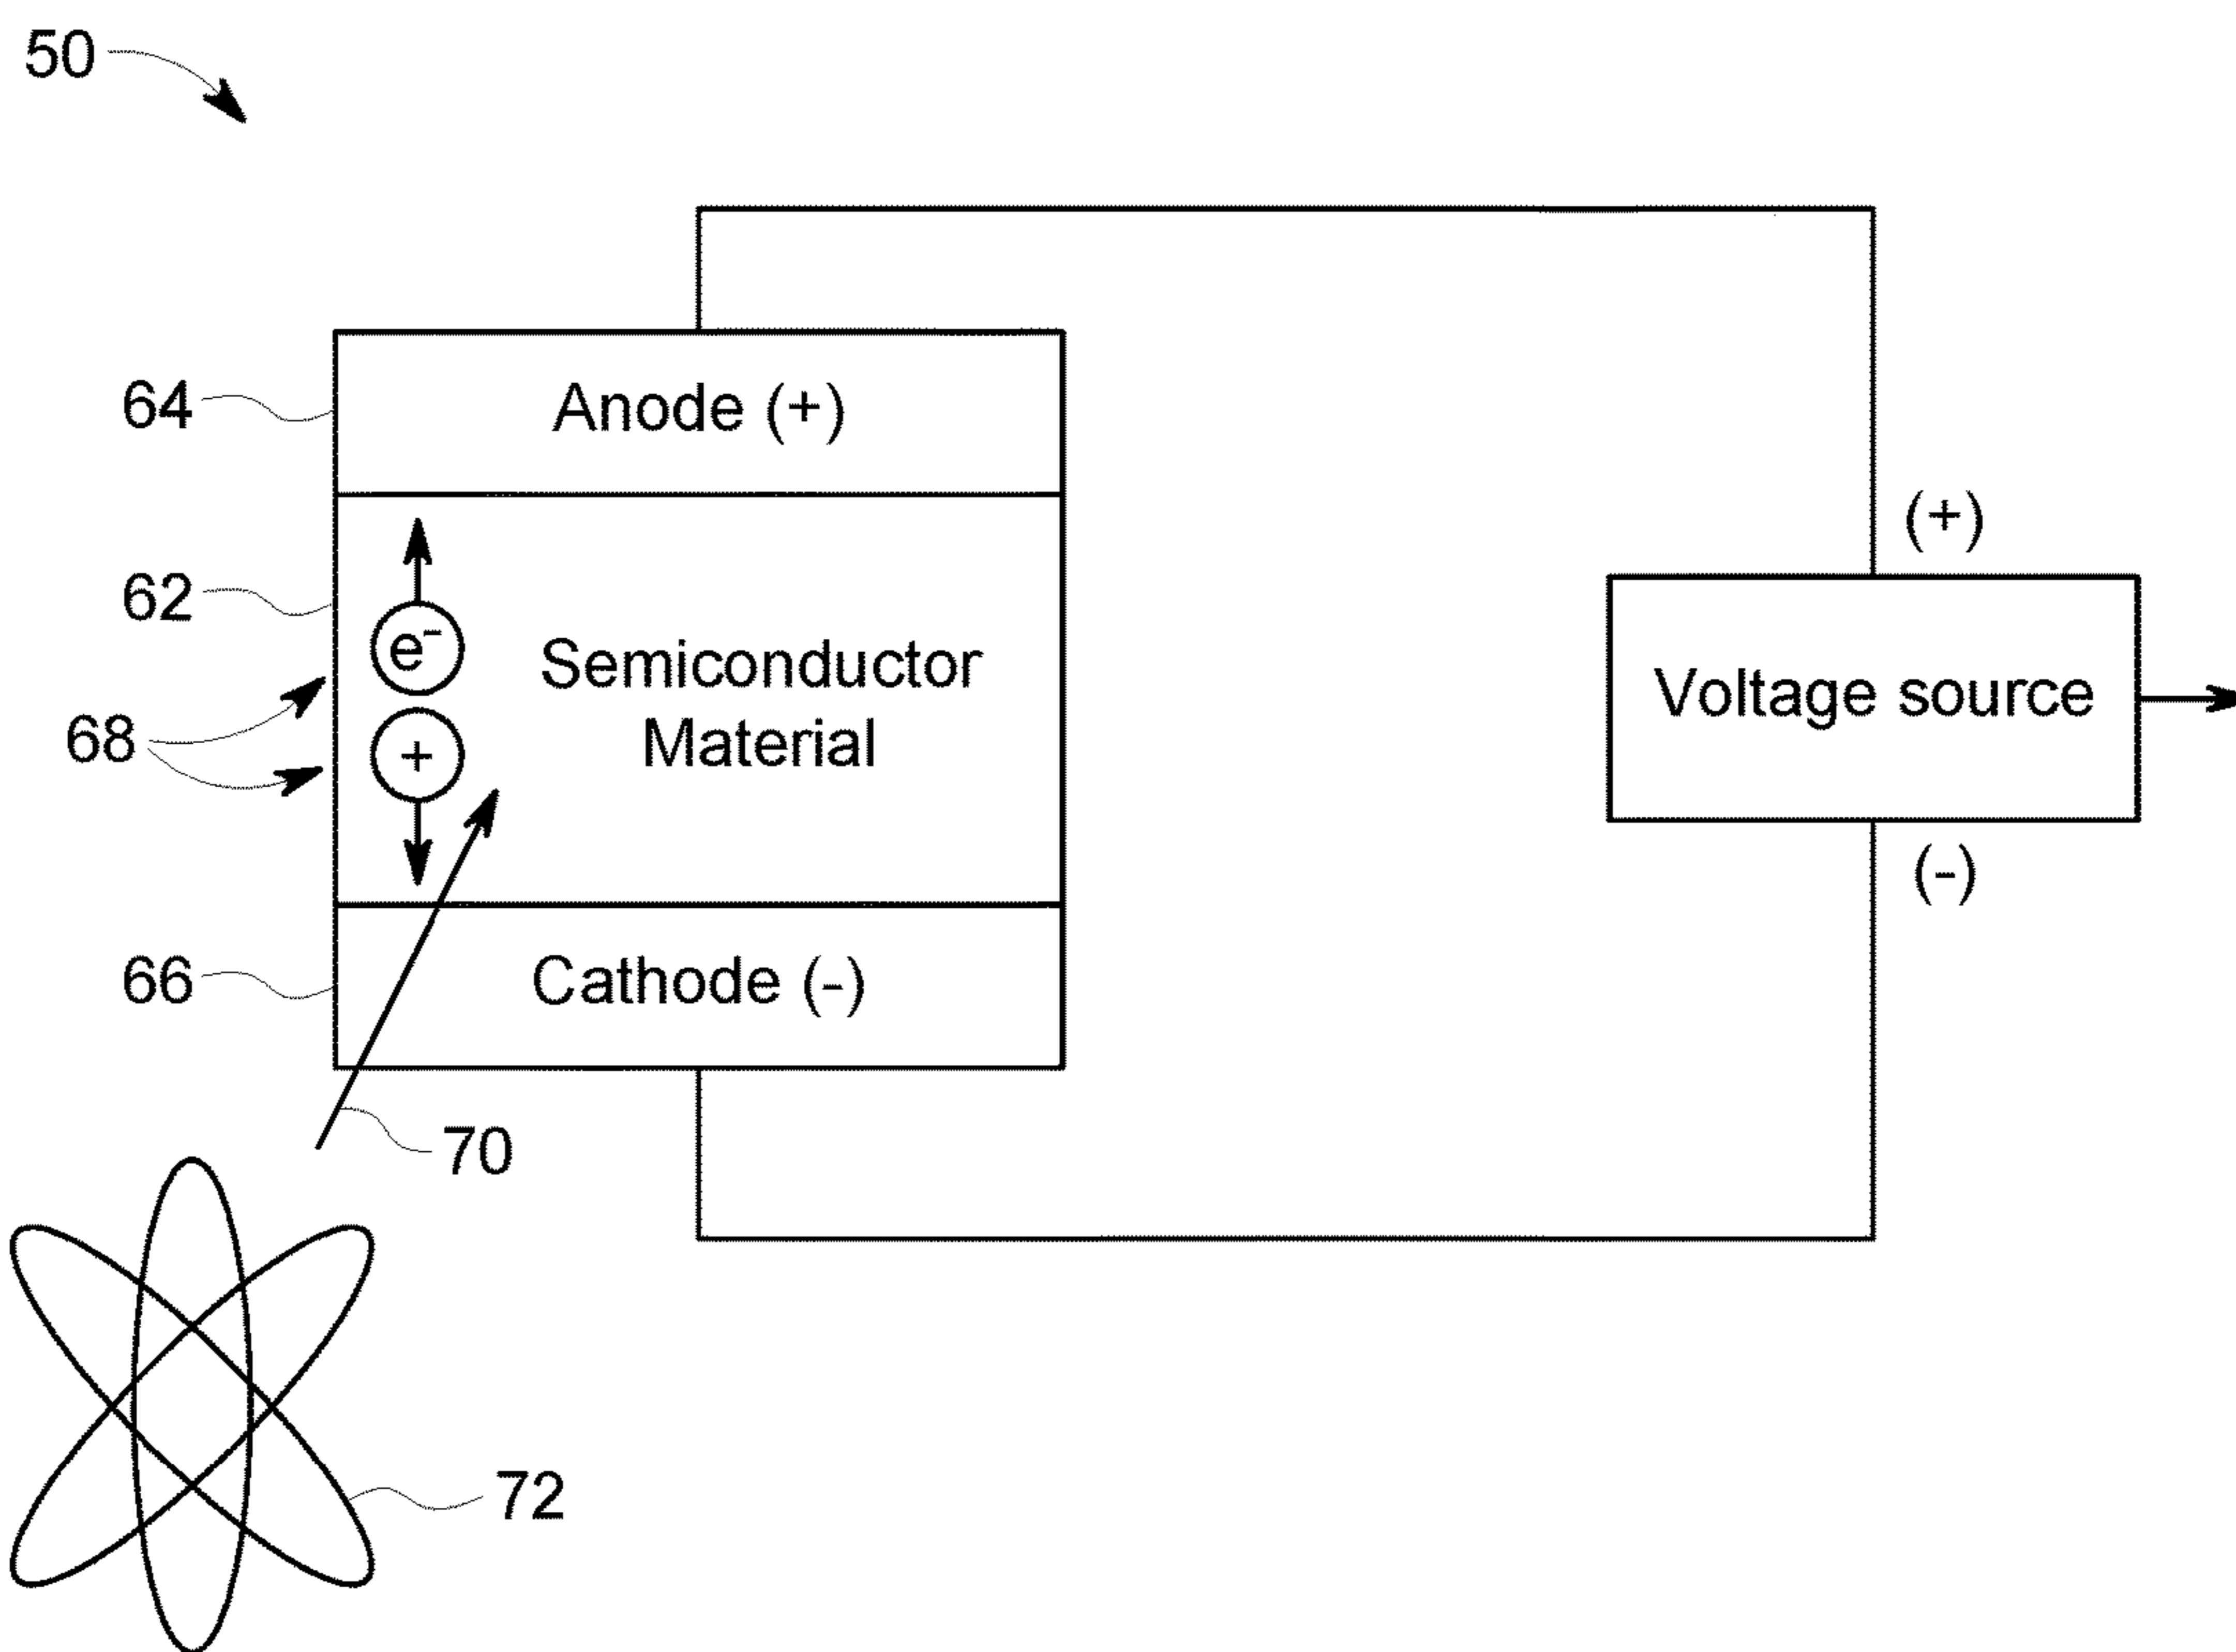 50
64
Anode (+)
(+)
62
e⁻
Semiconductor
Material
Voltage source
68
+
(-)
66
Cathode (-)
70
72